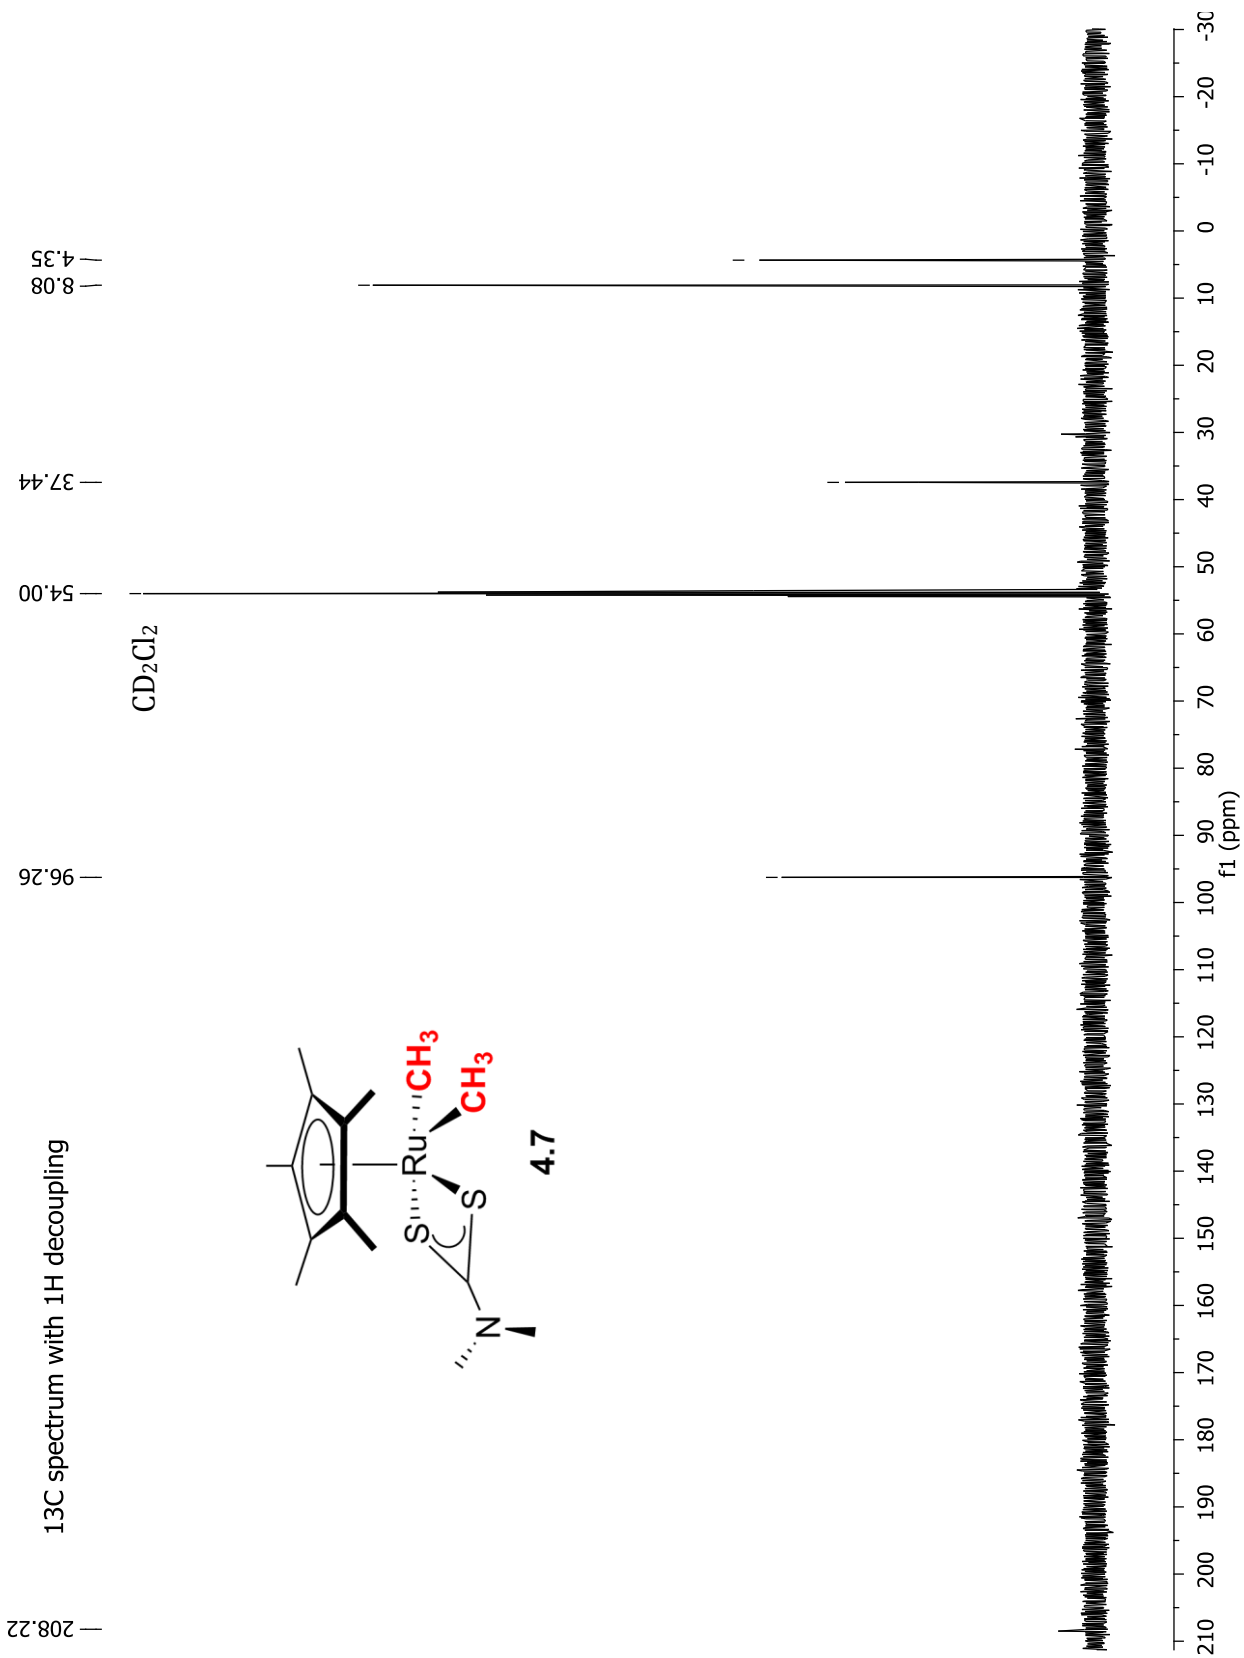 13C spectrum with 1H decoupling
208.22
96.26
54.00
37.44
8.08
4.35
CD2Cl2
CH3
Ru
CH3
S
S
N
4.7
210 200 190 180 170 160 150 140 130 120 110 100 90 80 70 60 50 40 30 20 10 0 -10 -20 -30
f1 (ppm)